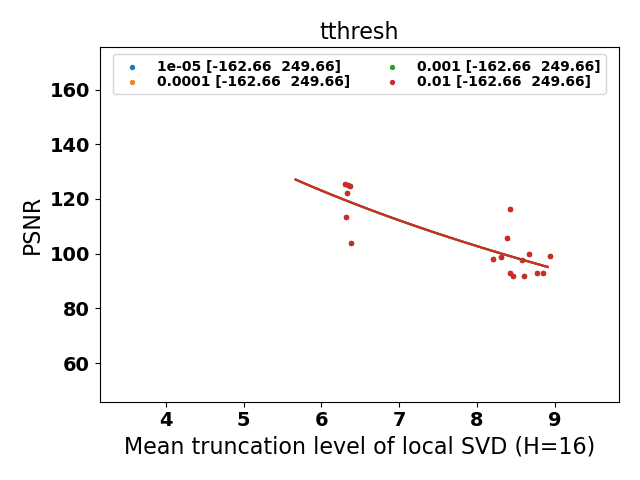 tthresh
1e-05 [-162.66  249.66]
0.0001 [-162.66  249.66]
0.001 [-162.66  249.66]
0.01 [-162.66  249.66]
PSNR
160
140
120
100
80
60
4 5 6 7 8 9
Mean truncation level of local SVD (H=16)